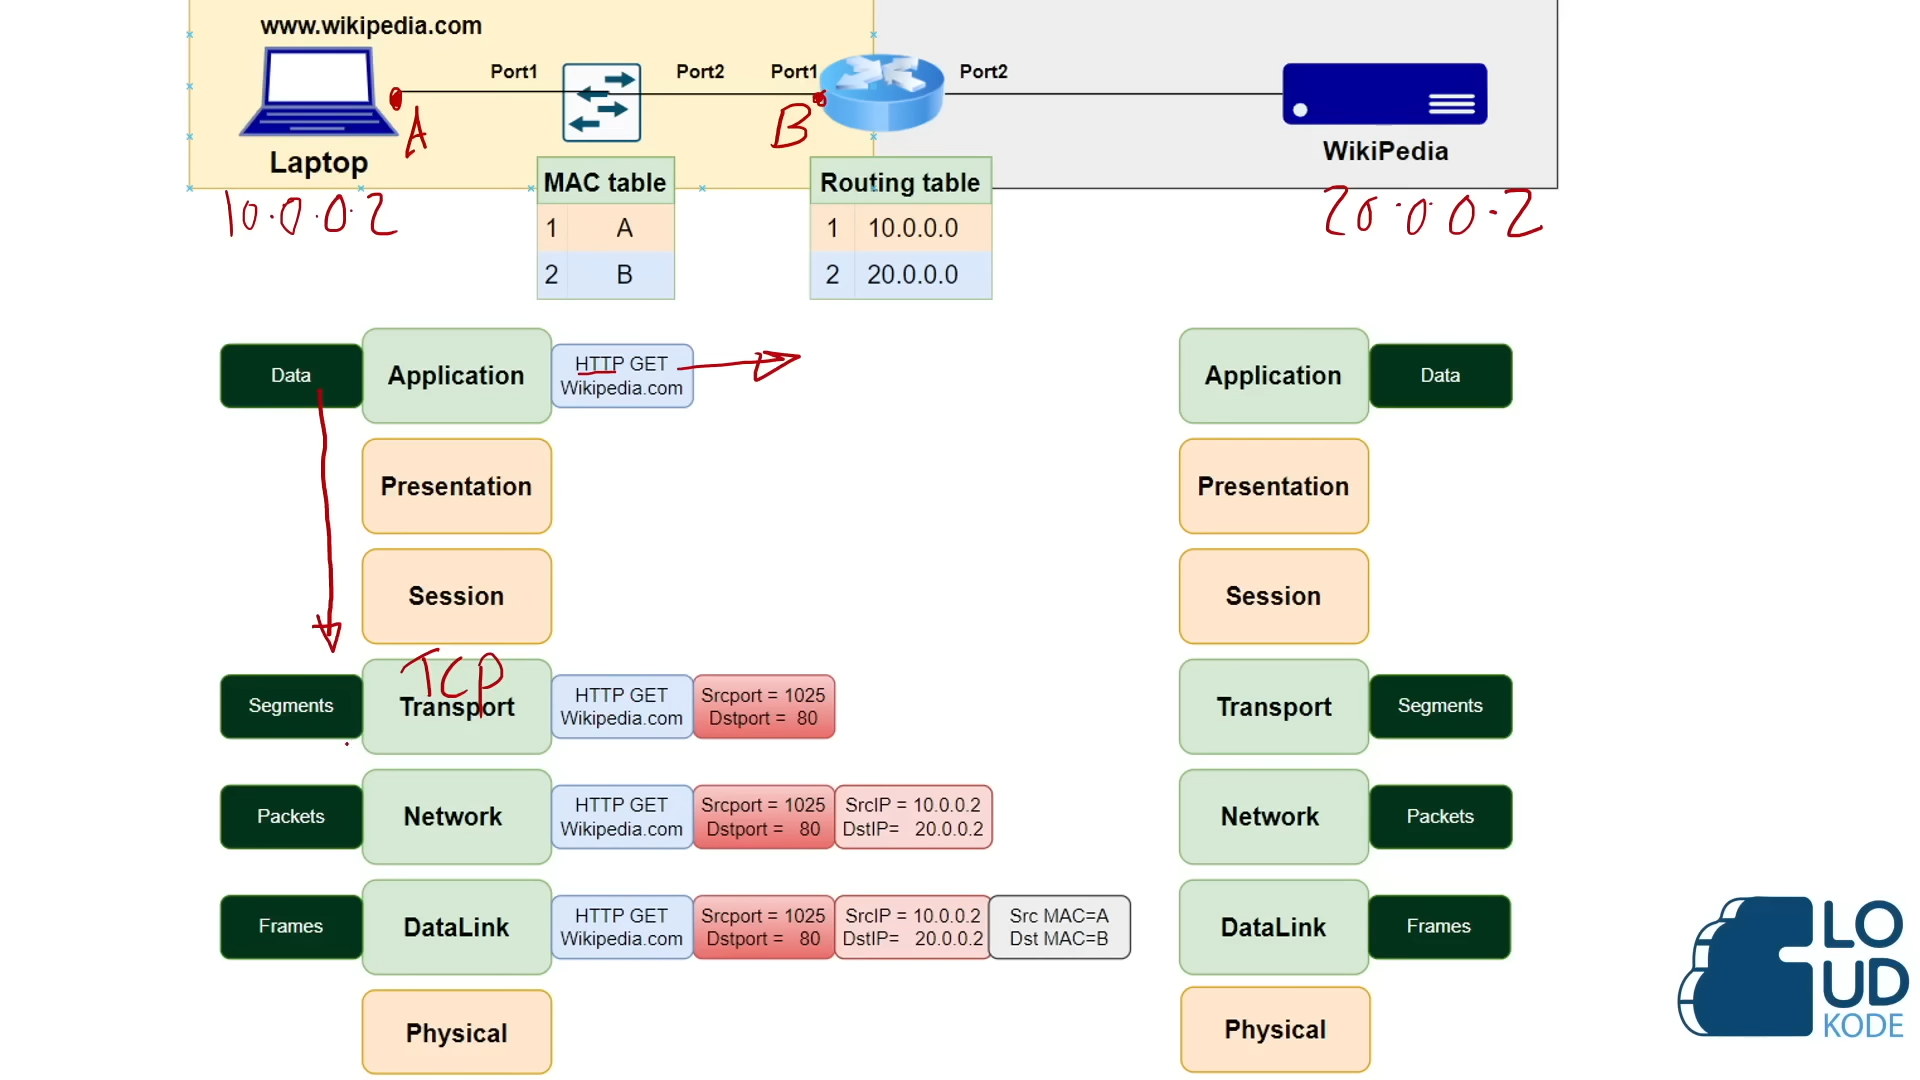 www.wikipedia.com
Port1
Port2
Port1
Port2
A
B
Laptop
WikiPedia
10.0.0.2
20.0.0.2
MAC table
1 A
2 B
Routing table
1 10.0.0.0
2 20.0.0.0
Data
Application
HTTP GET
Wikipedia.com
Application
Data
Presentation
Presentation
Session
Session
TCP
Segments
Transport
HTTP GET
Wikipedia.com
Srcport = 1025
Dstport = 80
Transport
Segments
Packets
Network
HTTP GET
Wikipedia.com
Srcport = 1025
Dstport = 80
SrcIP = 10.0.0.2
DstIP= 20.0.0.2
Network
Packets
Frames
DataLink
HTTP GET
Wikipedia.com
Srcport = 1025
Dstport = 80
SrcIP = 10.0.0.2
DstIP= 20.0.0.2
Src MAC=A
Dst MAC=B
DataLink
Frames
Physical
Physical
LO
UD
KODE